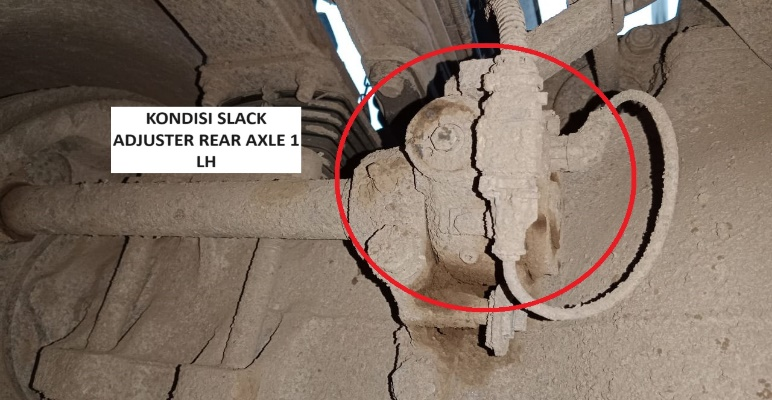 KONDISI SLACK
ADJUSTER REAR AXLE 1
LH